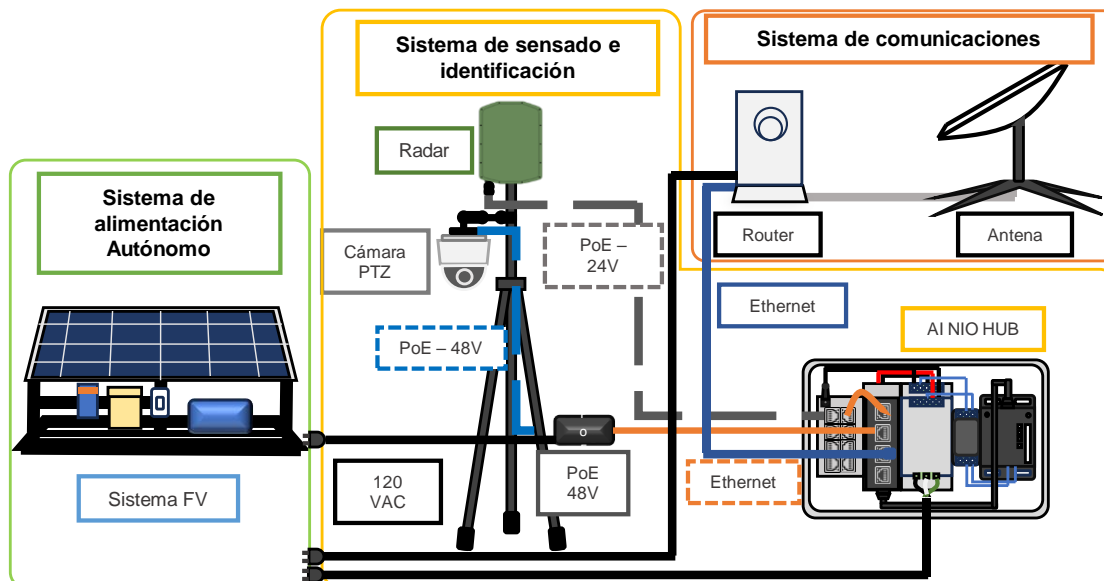 Sistema de sensado e
identificación
Sistema de comunicaciones
Radar
Sistema de
alimentación
Autónomo
Cámara
PTZ
PoE –
24V
Router
Antena
Ethernet
AI NIO HUB
PoE – 48V
Sistema FV
120
VAC
PoE
48V
Ethernet